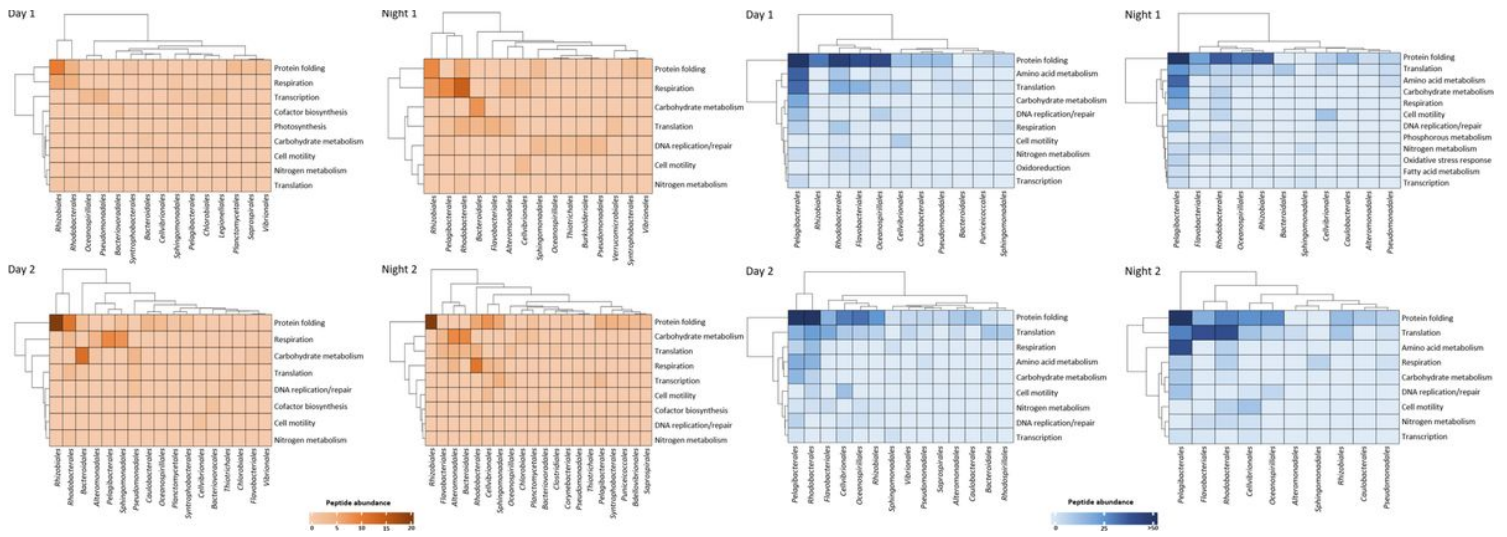 Day 1
Protein folding
Respiration
Transcription
Cofactor biosynthesis
Photosynthesis
Carbohydrate metabolism
Cell motility
Nitrogen metabolism
Translation
Rhizobiales
Rhodobacterales
Oceanospirillales
Pseudomonadales
Bacteriovoradales
Syntrophobacterales
Bacteroidales
Cellvibrionales
Sphingomonadales
Pelagibacterales
Chlorobiales
Legionellales
Planctomycetales
Saprospirales
Vibrionales
Night 1
Protein folding
Respiration
Carbohydrate metabolism
Translation
DNA replication/repair
Cell motility
Nitrogen metabolism
Rhizobiales
Pelagibacterales
Rhodobacterales
Bacteroidales
Flavobacteriales
Alteromonadales
Cellvibrionales
Sphingomonadales
Oceanospirillales
Thiotrichales
Burkholderiales
Pseudomonadales
Verrucomicrobiales
Syntrophobacterales
Vibrionales
Day 1
Protein folding
Amino acid metabolism
Translation
Carbohydrate metabolism
DNA replication/repair
Respiration
Cell motility
Nitrogen metabolism
Oxidoreduction
Transcription
Pelagibacterales
Rhizobiales
Rhodobacterales
Flavobacteriales
Oceanospirillales
Cellvibrionales
Caulobacterales
Pseudomonadales
Bacteroidales
Puniceicoccales
Sphingomonadales
Night 1
Protein folding
Translation
Amino acid metabolism
Carbohydrate metabolism
Respiration
Cell motility
DNA replication/repair
Phosphorous metabolism
Nitrogen metabolism
Oxidative stress response
Fatty acid metabolism
Transcription
Pelagibacterales
Flavobacteriales
Rhodobacterales
Oceanospirillales
Rhizobiales
Bacteroidales
Sphingomonadales
Cellvibrionales
Caulobacterales
Alteromonadales
Pseudomonadales
Day 2
Protein folding
Respiration
Carbohydrate metabolism
Translation
DNA replication/repair
Cofactor biosynthesis
Cell motility
Nitrogen metabolism
Rhizobiales
Rhodobacterales
Bacteroidales
Alteromonadales
Pelagibacterales
Sphingomonadales
Pseudomonadales
Caulobacterales
Oceanospirillales
Planctomycetales
Syntrophobacterales
Cellvibrionales
Thiotrichales
Chlorobiales
Flavobacteriales
Vibrionales
Night 2
Protein folding
Carbohydrate metabolism
Translation
Respiration
Transcription
Cell motility
Cofactor biosynthesis
DNA replication/repair
Nitrogen metabolism
Rhizobiales
Flavobacteriales
Alteromonadales
Bacteroidales
Rhodobacterales
Cellvibrionales
Sphingomonadales
Oceanospirillales
Planctomycetales
Bacteriovoradales
Clostridiales
Corynebacteriales
Pseudomonadales
Thiotrichales
Pelagibacterales
Syntrophobacterales
Puniceicoccales
Bdellovibrionales
Saprospirales
Day 2
Protein folding
Translation
Respiration
Amino acid metabolism
Carbohydrate metabolism
Cell motility
Nitrogen metabolism
DNA replication/repair
Transcription
Pelagibacterales
Rhodobacterales
Flavobacteriales
Cellvibrionales
Oceanospirillales
Rhizobiales
Sphingomonadales
Vibrionales
Pseudomonadales
Saprospirales
Alteromonadales
Caulobacterales
Bacteroidales
Rhodospirillales
Night 2
Protein folding
Translation
Amino acid metabolism
Respiration
Carbohydrate metabolism
DNA replication/repair
Cell motility
Nitrogen metabolism
Transcription
Pelagibacterales
Flavobacteriales
Rhodobacterales
Cellvibrionales
Oceanospirillales
Alteromonadales
Sphingomonadales
Rhizobiales
Caulobacterales
Pseudomonadales
Peptide abundance
0 5 10 15 20
Peptide abundance
0 25 >50